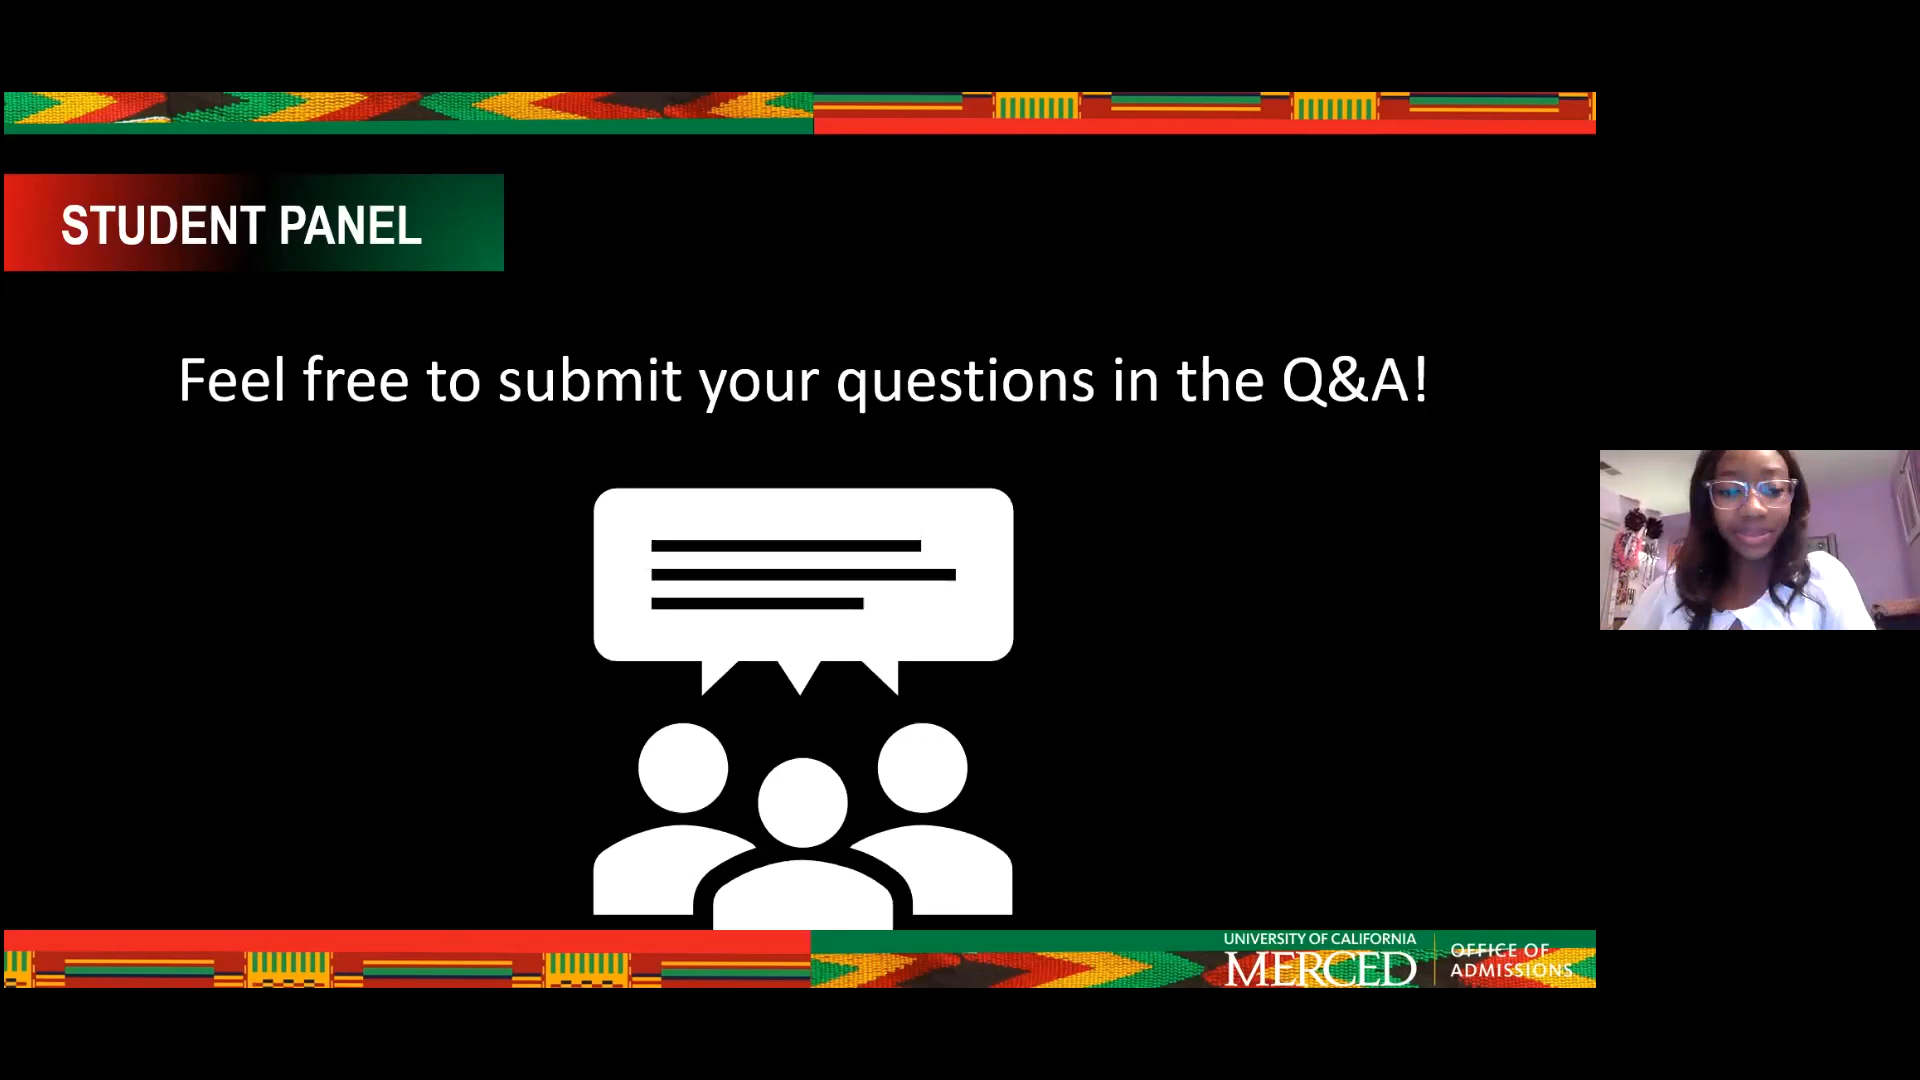 STUDENT PANEL
Feel free to submit your questions in the Q&A!
UNIVERSITY OF CALIFORNIA
MERCED
OFFICE OF
ADMISSIONS